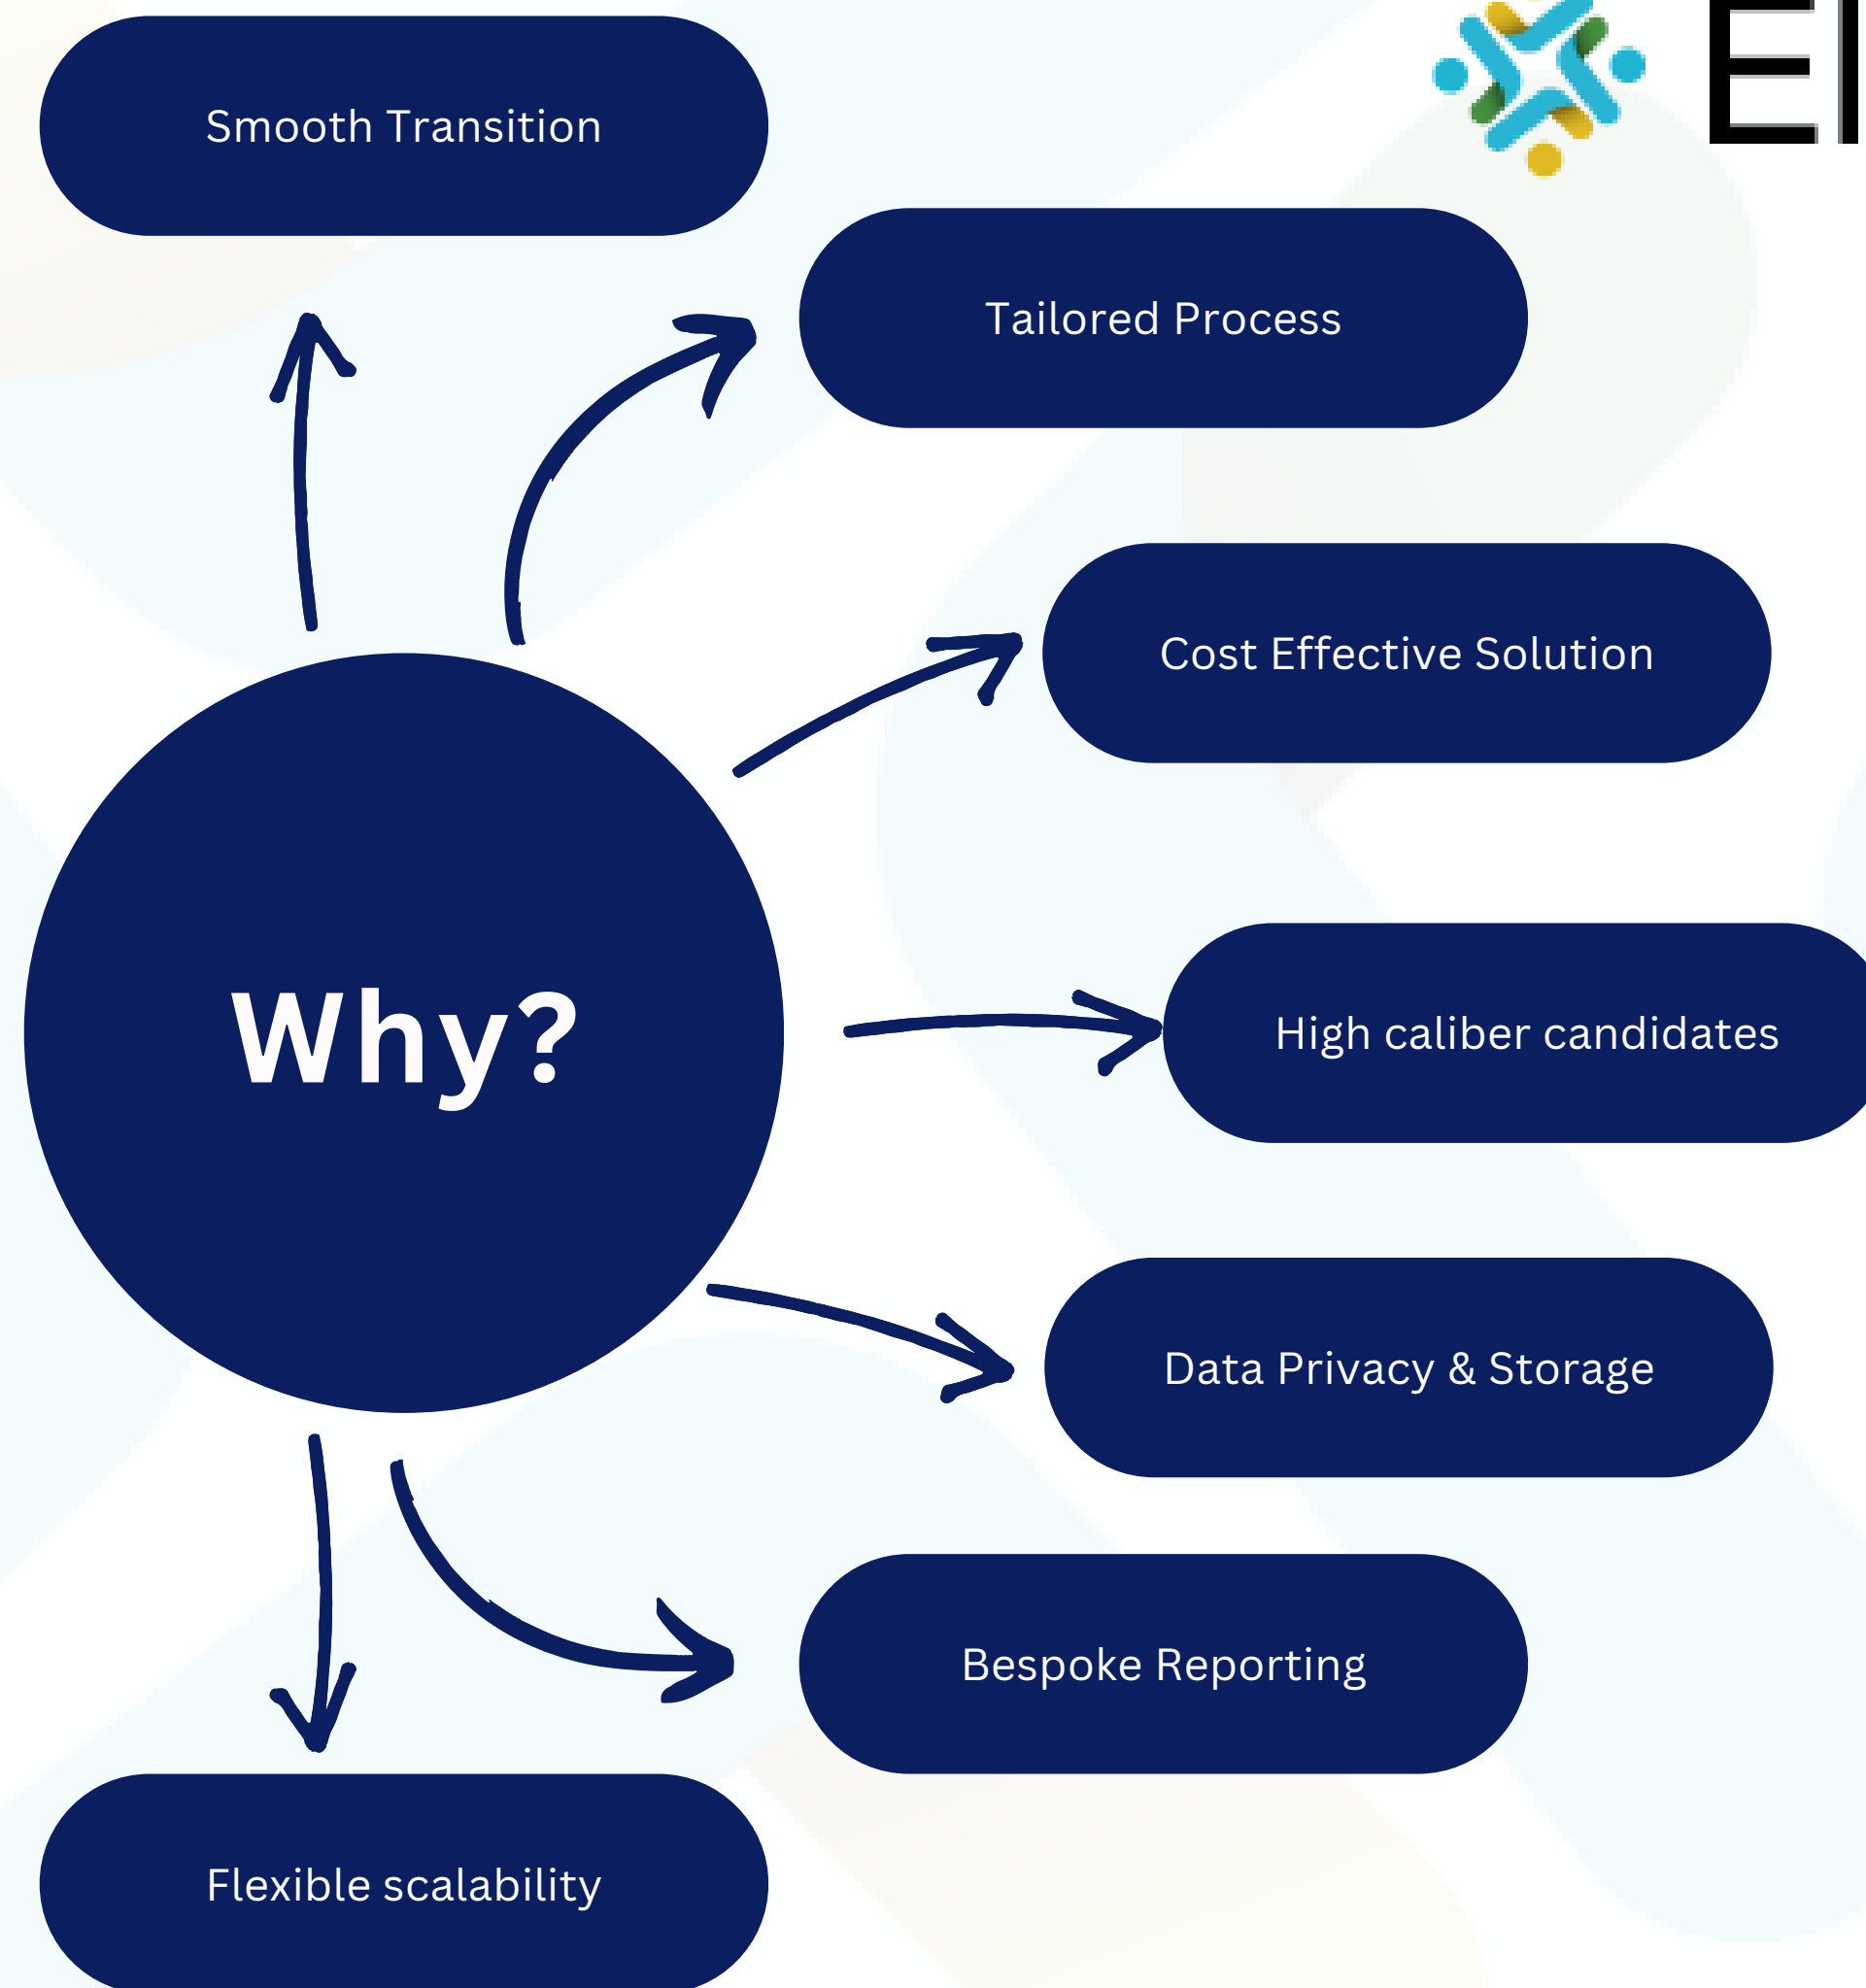 Smooth Transition
Tailored Process
Cost Effective Solution
Why?
High caliber candidates
Data Privacy & Storage
Bespoke Reporting
Flexible scalability